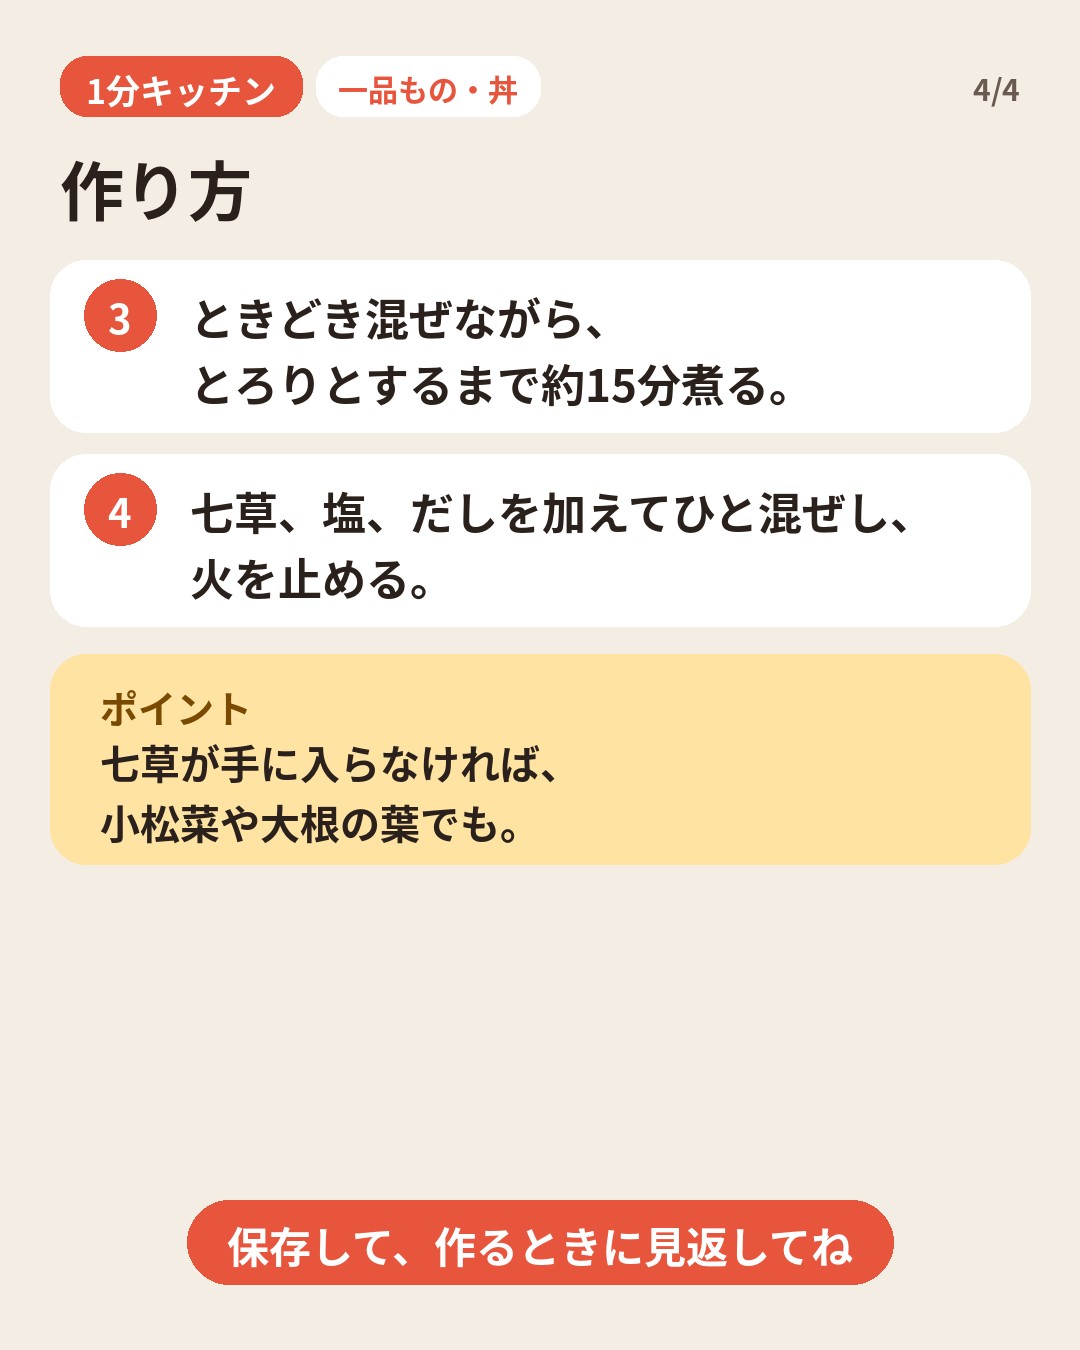 1分キッチン
一品もの・丼
4/4
作り方
3
ときどき混ぜながら、
とろりとするまで約15分煮る。
4
七草、塩、だしを加えてひと混ぜし、
火を止める。
ポイント
七草が手に入らなければ、
小松菜や大根の葉でも。
保存して、作るときに見返してね